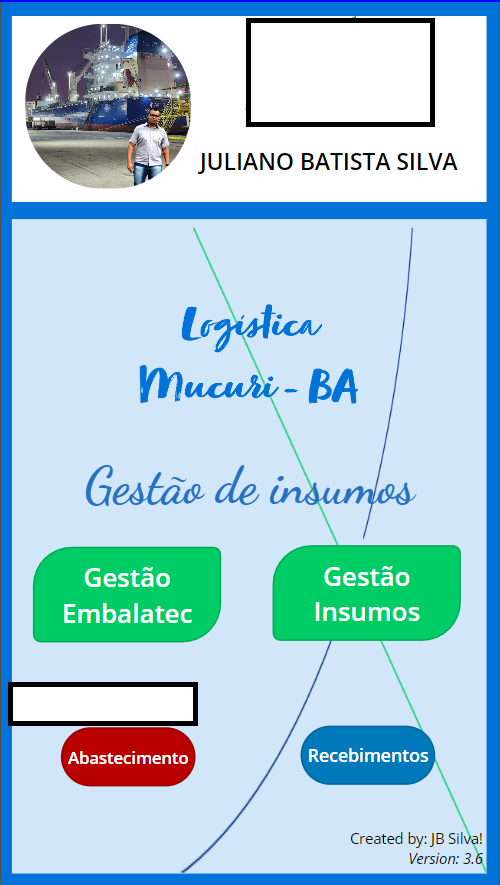 JULIANO BATISTA SILVA
Logística
Mucuri - BA
Gestão de insumos
Gestão
Embalatec
Gestão
Insumos
Abastecimento
Recebimentos
Created by: JB Silva!
Version: 3.6